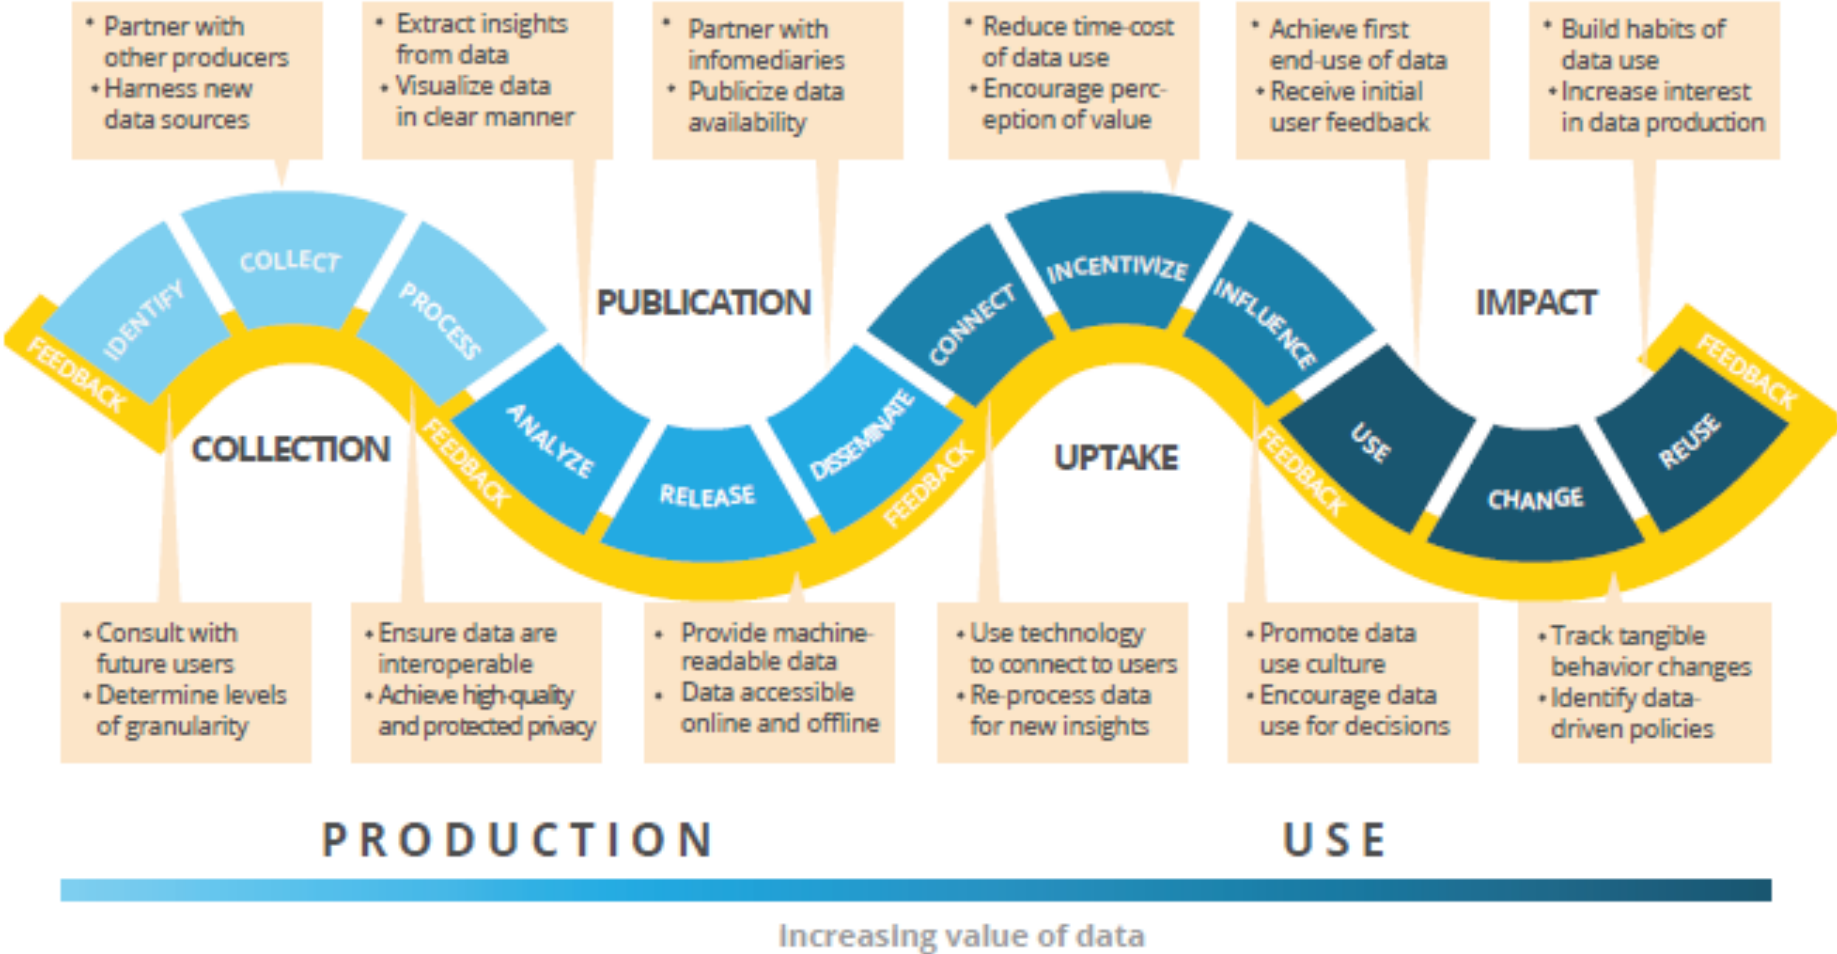 • Partner with
other producers
• Harness new
data sources
• Extract insights
from data
• Visualize data
in clear manner
• Partner with
infomediaries
• Publicize data
availability
• Reduce time-cost
of data use
• Encourage perc-
eption of value
• Achieve first
end-use of data
• Receive initial
user feedback
• Build habits of
data use
• Increase interest
in data production
FEEDBACK
IDENTIFY
COLLECT
PROCESS
COLLECTION
FEEDBACK
PUBLICATION
ANALYZE
RELEASE
DISSEMINATE
FEEDBACK
CONNECT
INCENTIVIZE
INFLUENCE
UPTAKE
FEEDBACK
IMPACT
USE
CHANGE
REUSE
FEEDBACK
• Consult with
future users
• Determine levels
of granularity
• Ensure data are
interoperable
• Achieve high-quality
and protected privacy
• Provide machine-
readable data
• Data accessible
online and offline
• Use technology
to connect to users
• Re-process data
for new insights
• Promote data
use culture
• Encourage data
use for decisions
• Track tangible
behavior changes
• Identify data-
driven policies
PRODUCTION
USE
Increasing value of data